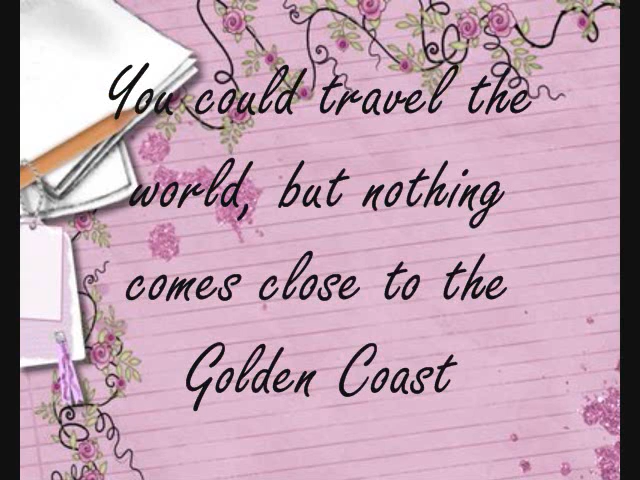 You could travel the
world, but nothing
comes close to the
Golden Coast